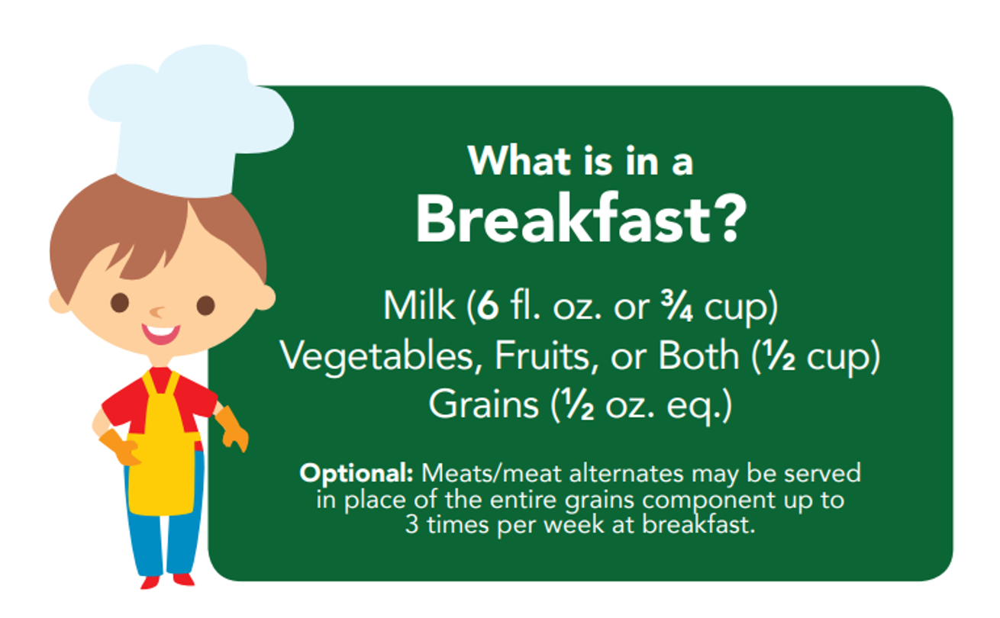 What is in a
Breakfast?
Milk (6 fl. oz. or ¾ cup)
Vegetables, Fruits, or Both (½ cup)
Grains (½ oz. eq.)
Optional: Meats/meat alternates may be served
in place of the entire grains component up to
3 times per week at breakfast.